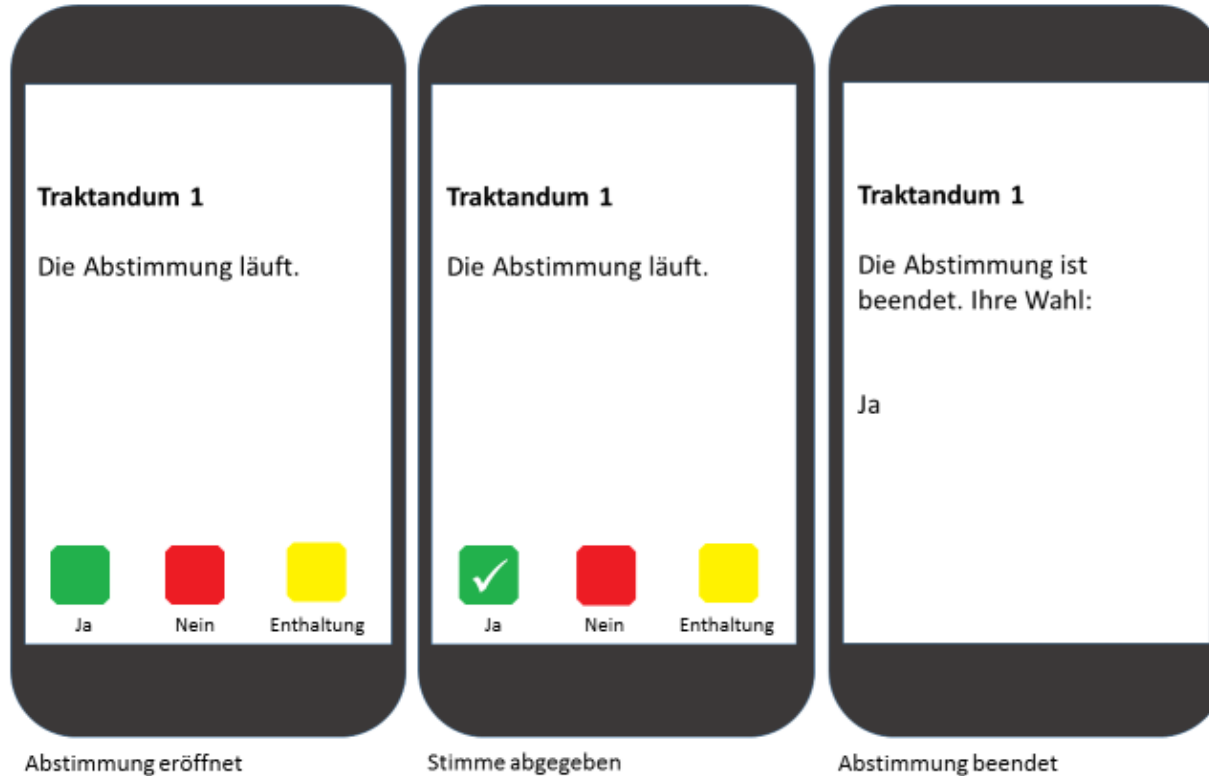 Traktandum 1
Die Abstimmung läuft.
Ja
Nein
Enthaltung
Abstimmung eröffnet
Traktandum 1
Die Abstimmung läuft.
Ja
Nein
Enthaltung
Stimme abgegeben
Traktandum 1
Die Abstimmung ist
beendet. Ihre Wahl:
Ja
Abstimmung beendet